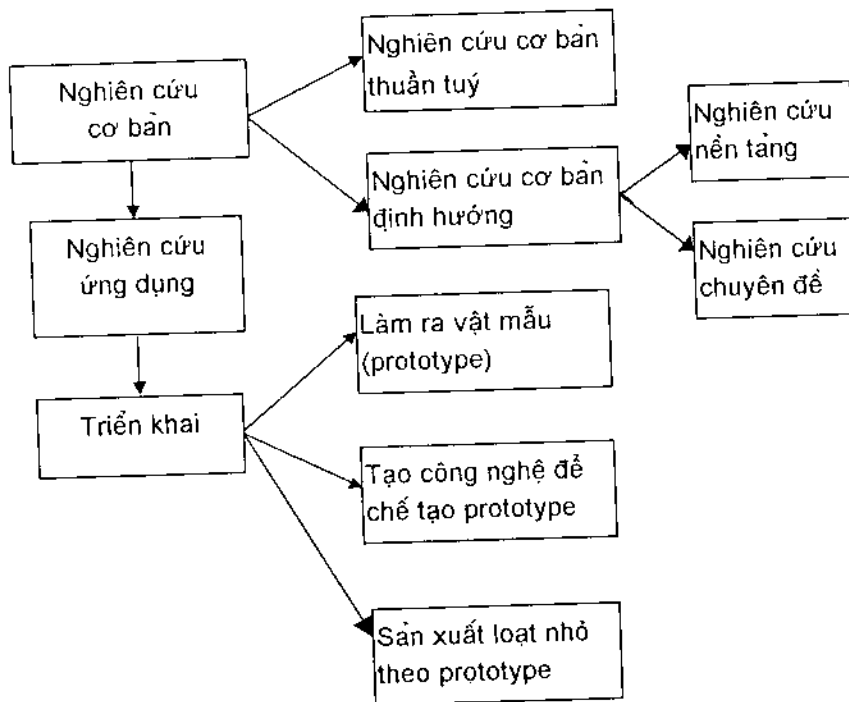 Nghiên cứu
cơ bản
Nghiên cứu cơ bản
thuần tuý
Nghiên cứu cơ bản
định hướng
Nghiên cứu
nền tảng
Nghiên cứu
chuyên đề
Nghiên cứu
ứng dụng
Triển khai
Làm ra vật mẫu
(prototype)
Tạo công nghệ để
chế tạo prototype
Sản xuất loạt nhỏ
theo prototype